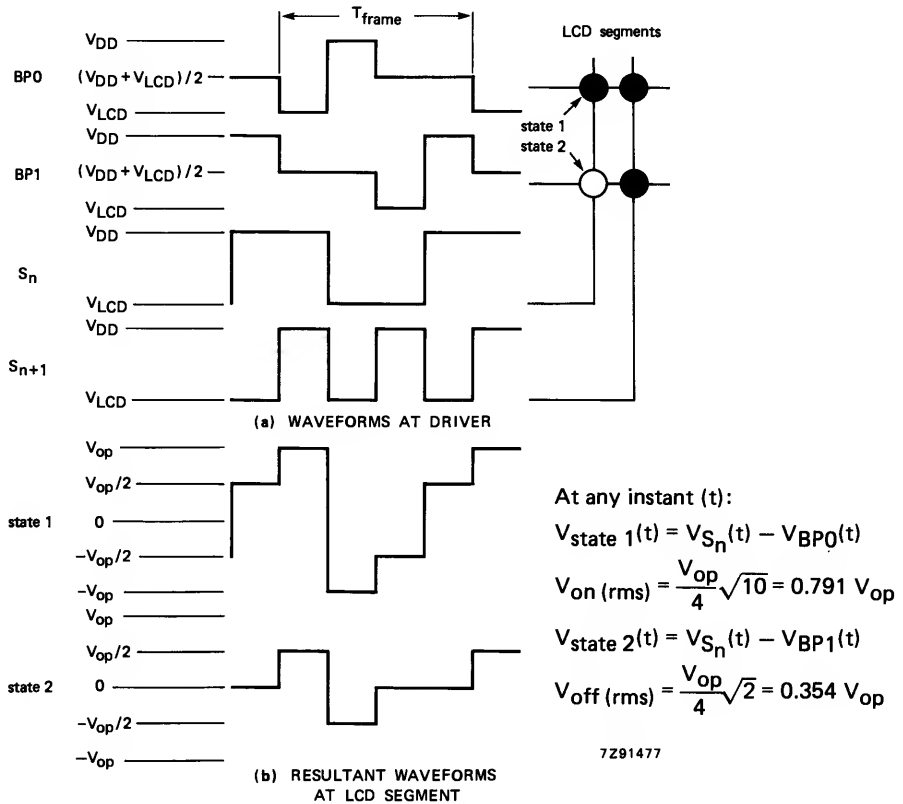 T_frame
LCD segments
BP0
V_DD
(V_DD + V_LCD)/2
V_LCD
state 1
state 2
BP1
V_DD
(V_DD + V_LCD)/2
V_LCD
S_n
V_DD
V_LCD
S_n+1
V_DD
V_LCD
(a) WAVEFORMS AT DRIVER
state 1
V_op
V_op/2
0
−V_op/2
−V_op
state 2
V_op
V_op/2
0
−V_op/2
−V_op
(b) RESULTANT WAVEFORMS
AT LCD SEGMENT
At any instant (t):
V_state 1(t) = V_Sn(t) − V_BP0(t)
V_on (rms) = V_op/4 √10 = 0.791 V_op
V_state 2(t) = V_Sn(t) − V_BP1(t)
V_off (rms) = V_op/4 √2 = 0.354 V_op
7Z91477